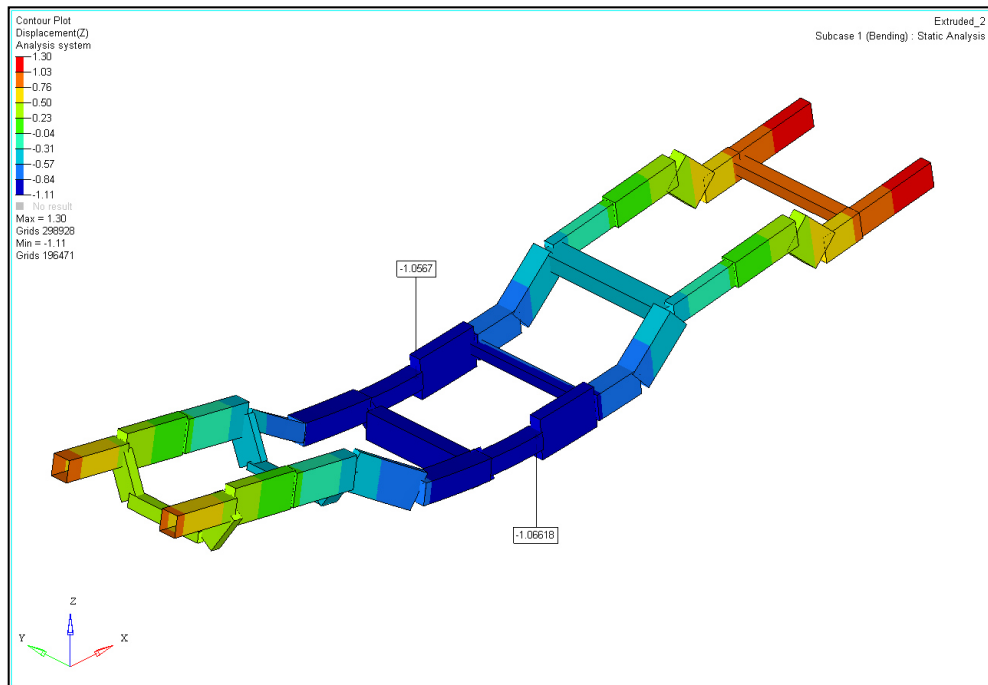 Contour Plot
Displacement(Z)
Analysis system
1.30
1.03
0.76
0.50
0.23
-0.04
-0.31
-0.57
-0.84
-1.11
No result
Max = 1.30
Grids 298928
Min = -1.11
Grids 196471
Extruded_2
Subcase 1 (Bending) : Static Analysis
-1.0567
-1.06618
Z
Y
X